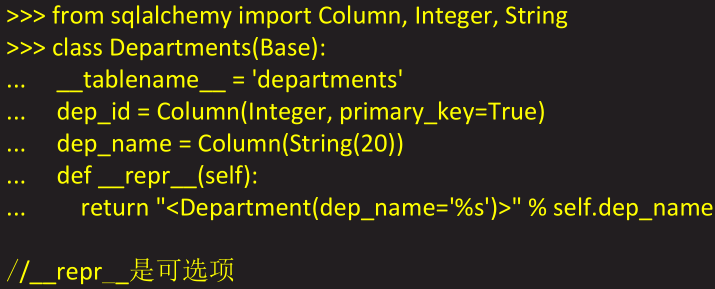 >>> from sqlalchemy import Column, Integer, String
>>> class Departments(Base):
...     __tablename__ = 'departments'
...     dep_id = Column(Integer, primary_key=True)
...     dep_name = Column(String(20))
...     def __repr__(self):
...         return "<Department(dep_name='%s')>" % self.dep_name
//__repr__是可选项